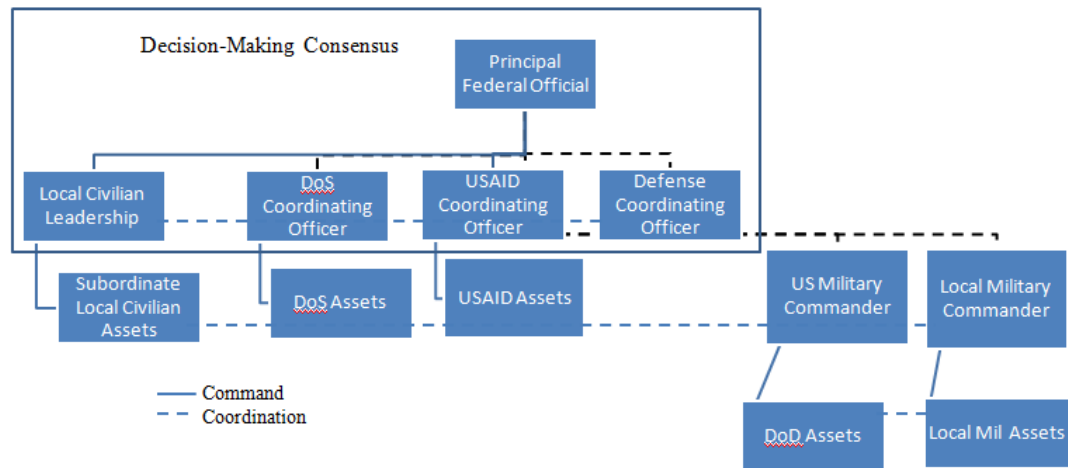 Decision-Making Consensus
Principal
Federal Official
Local Civilian
Leadership
DoS
Coordinating
Officer
USAID
Coordinating
Officer
Defense
Coordinating
Officer
Subordinate
Local Civilian
Assets
DoS Assets
USAID Assets
US Military
Commander
Local Military
Commander
Command
Coordination
DoD Assets
Local Mil Assets